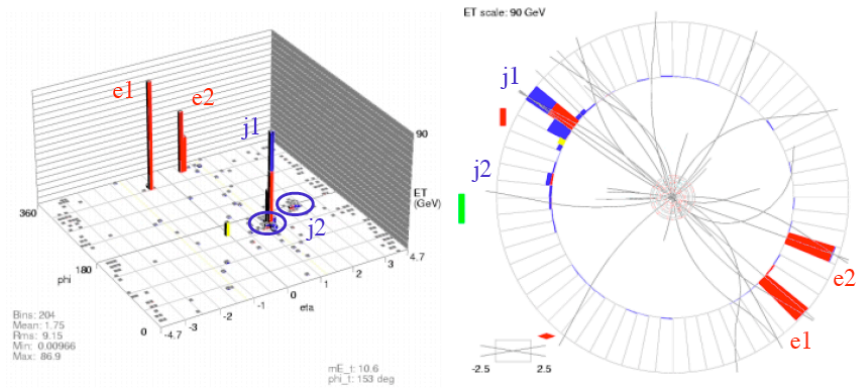 e1
e2
j1
90
ET
(GeV)
j2
360
180
phi
0
-4.7
-3
-2
-1
0
1
2
3
4.7
eta
Bins: 204
Mean: 1.75
Rms: 9.15
Min: 0.00966
Max: 86.9
mE_t: 10.6
phi_t: 153 deg
ET scale: 90 GeV
j1
j2
e2
e1
-2.5
2.5